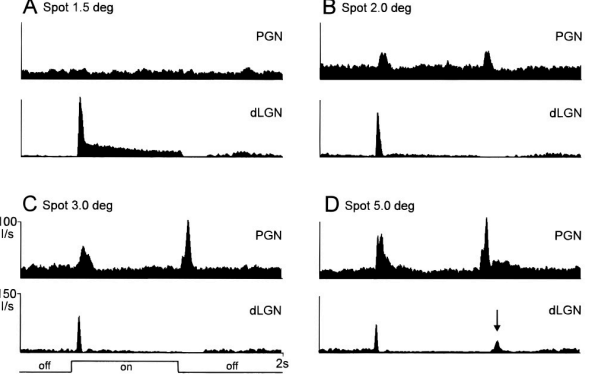 A Spot 1.5 deg
PGN
dLGN
B Spot 2.0 deg
PGN
dLGN
C Spot 3.0 deg
100
I/s
PGN
150
I/s
dLGN
off on off 2s
D Spot 5.0 deg
PGN
dLGN